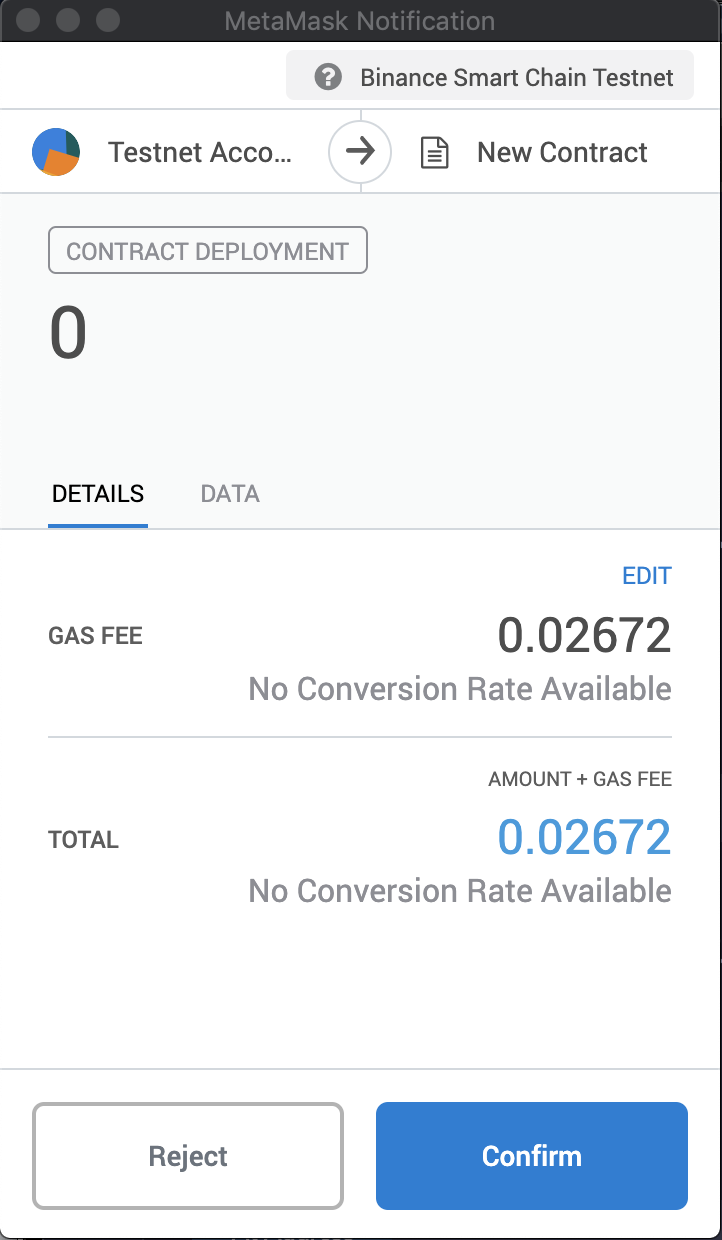 MetaMask Notification
? Binance Smart Chain Testnet
Testnet Acco... New Contract
CONTRACT DEPLOYMENT
0
DETAILS DATA
EDIT
GAS FEE 0.02672
No Conversion Rate Available
AMOUNT + GAS FEE
TOTAL 0.02672
No Conversion Rate Available
Reject Confirm